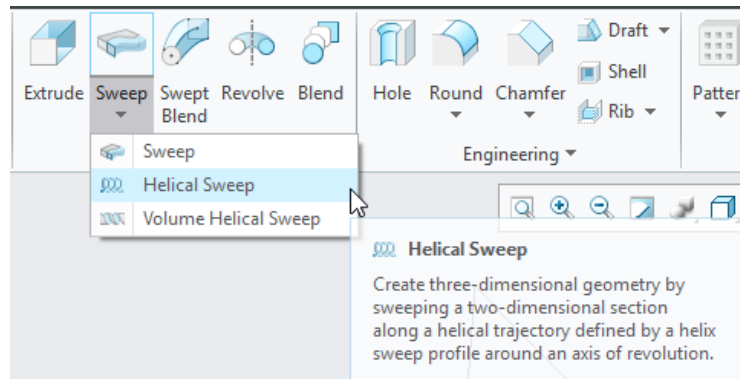 Extrude Sweep Swept Blend Revolve Blend Hole Round Chamfer
Draft
Shell
Rib
Patter
Engineering
Sweep
Helical Sweep
Volume Helical Sweep
Helical Sweep
Create three-dimensional geometry by
sweeping a two-dimensional section
along a helical trajectory defined by a helix
sweep profile around an axis of revolution.